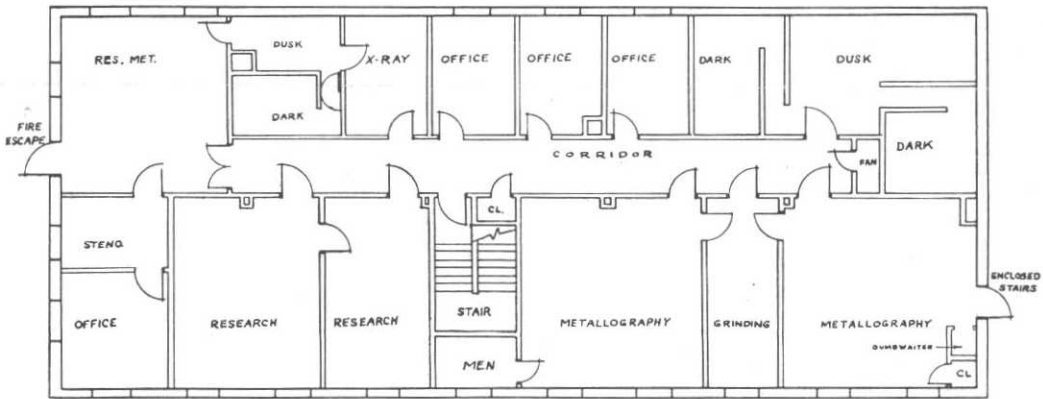 RES. MET.
DUSK
X-RAY
OFFICE
OFFICE
OFFICE
DARK
DUSK
DARK
FIRE
ESCAPE
CORRIDOR
FAN
DARK
CL.
STENO
ENCLOSED
STAIRS
OFFICE
RESEARCH
RESEARCH
STAIR
METALLOGRAPHY
GRINDING
METALLOGRAPHY
DUMBWAITER
MEN
CL